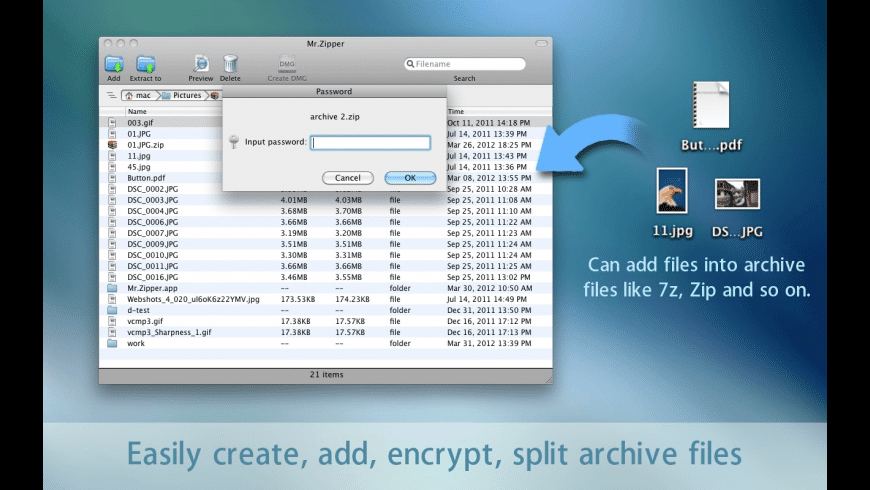 Mr.Zipper
Add Extract to Preview Delete Create DMG Filename Search
DMG
mac Pictures
Password
archive 2.zip
Input password:
Cancel OK
Name Time
003.gif Oct 11, 2011 14:18 PM
01.JPG Jul 14, 2011 13:39 PM
01.JPG.zip Mar 26, 2012 18:25 PM
11.jpg Jul 14, 2011 13:43 PM
45.jpg Jul 14, 2011 13:36 PM
Button.pdf Mar 08, 2012 13:55 PM
DSC_0002.JPG Sep 25, 2011 10:28 AM
DSC_0003.JPG 4.01MB 4.03MB file Sep 25, 2011 11:08 AM
DSC_0004.JPG 3.68MB 3.70MB file Sep 25, 2011 11:10 AM
DSC_0006.JPG 3.66MB 3.68MB file Sep 25, 2011 11:22 AM
DSC_0007.JPG 3.19MB 3.20MB file Sep 25, 2011 11:23 AM
DSC_0009.JPG 3.51MB 3.51MB file Sep 25, 2011 11:24 AM
DSC_0010.JPG 3.30MB 3.31MB file Sep 25, 2011 11:24 AM
DSC_0011.JPG 3.66MB 3.66MB file Sep 25, 2011 11:25 AM
DSC_0016.JPG 3.46MB 3.55MB file Sep 25, 2011 13:02 PM
Mr.Zipper.app -- -- folder Mar 30, 2012 10:50 AM
Webshots_4_020_ul6oK6z22YMV.jpg 173.53KB 174.23KB file Jul 14, 2011 14:49 PM
d-test -- -- folder Dec 31, 2011 13:50 PM
vcmp3.gif 17.38KB 17.57KB file Dec 16, 2011 17:12 PM
vcmp3_Sharpness_1.gif 17.38KB 17.57KB file Dec 16, 2011 17:13 PM
work -- -- folder Mar 31, 2012 13:39 PM
21 items
But....pdf
11.jpg DS...JPG
Can add files into archive
files like 7z, Zip and so on.
Easily create, add, encrypt, split archive files